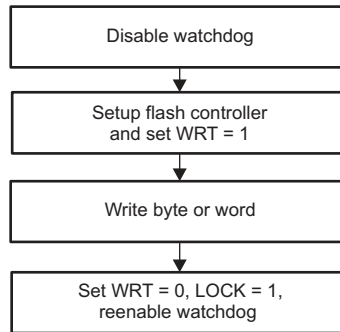 Disable watchdog
Setup flash controller
and set WRT = 1
Write byte or word
Set WRT = 0, LOCK = 1,
reenable watchdog